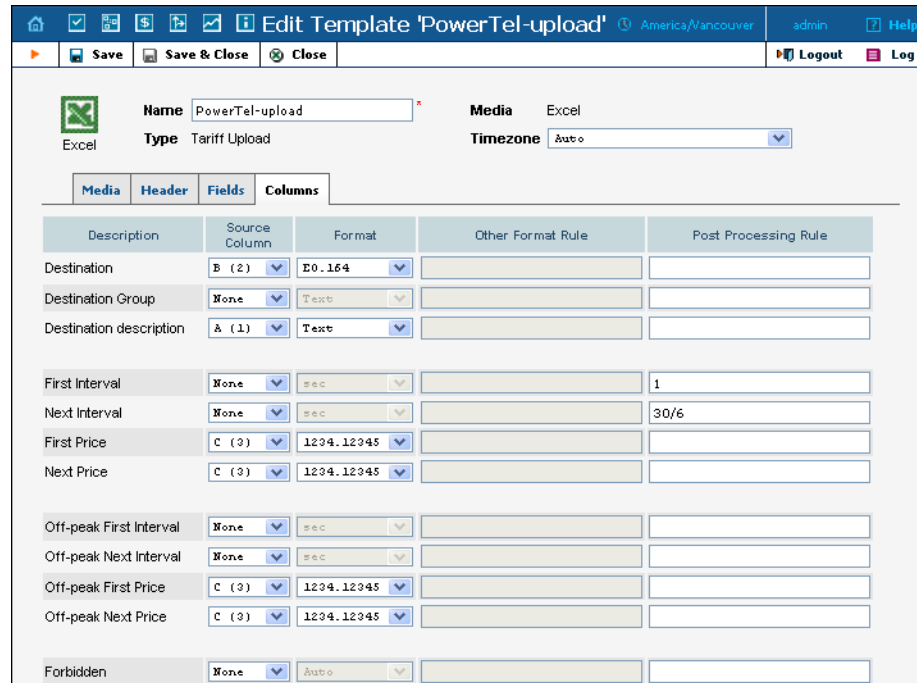 Edit Template 'PowerTel-upload' America/Vancouver admin ? Help
Save Save & Close Close Logout Log
Name PowerTel-upload * Media Excel
Excel Type Tariff Upload Timezone Auto
Media Header Fields Columns
Description Source Column Format Other Format Rule Post Processing Rule
Destination B (2) E0.164
Destination Group None Text
Destination description A (1) Text
First Interval None sec 1
Next Interval None sec 30/6
First Price C (3) 1234.12345
Next Price C (3) 1234.12345
Off-peak First Interval None sec
Off-peak Next Interval None sec
Off-peak First Price C (3) 1234.12345
Off-peak Next Price C (3) 1234.12345
Forbidden None Auto